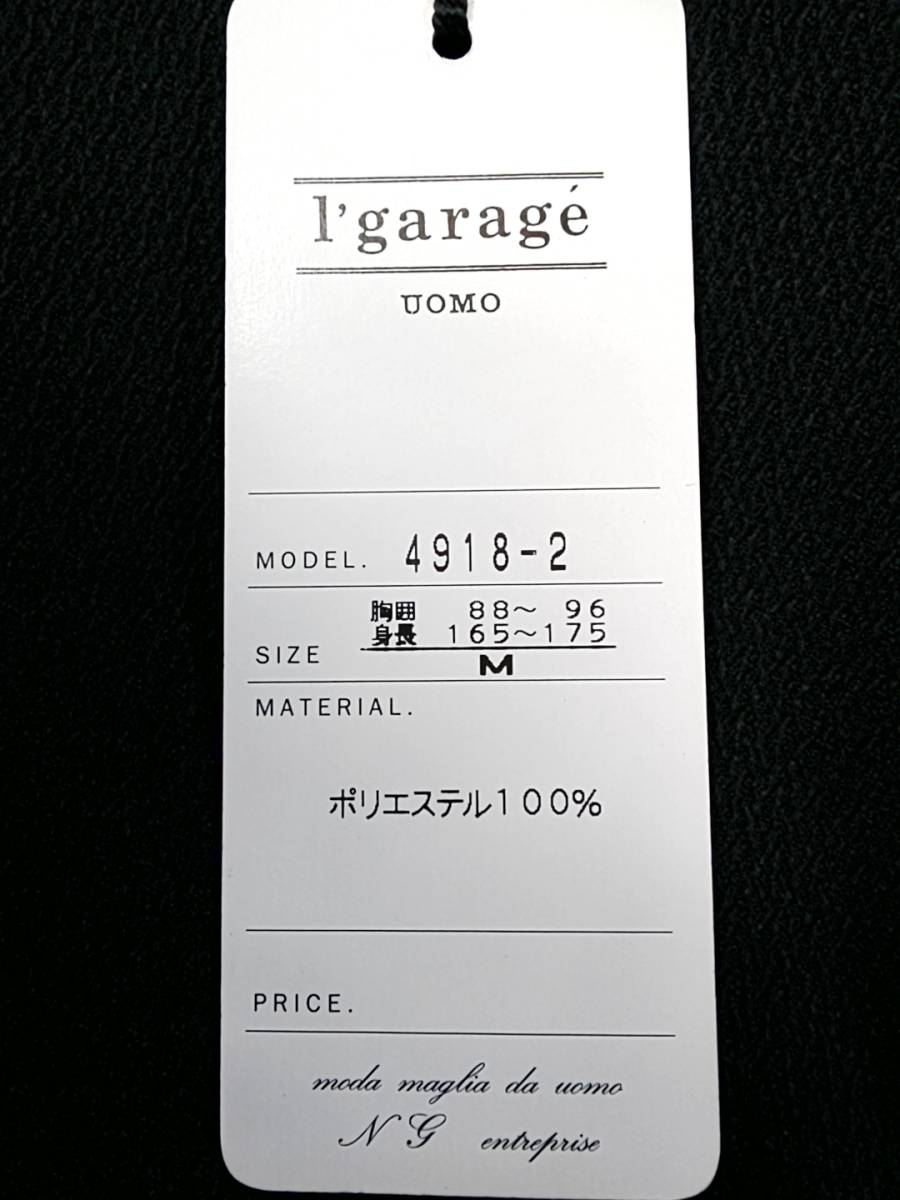 l'garagé
UOMO
MODEL. 4918-2
胸囲 88～ 96
身長 165～175
SIZE M
MATERIAL.
ポリエステル100%
PRICE.
moda maglia da uomo
NG entreprise